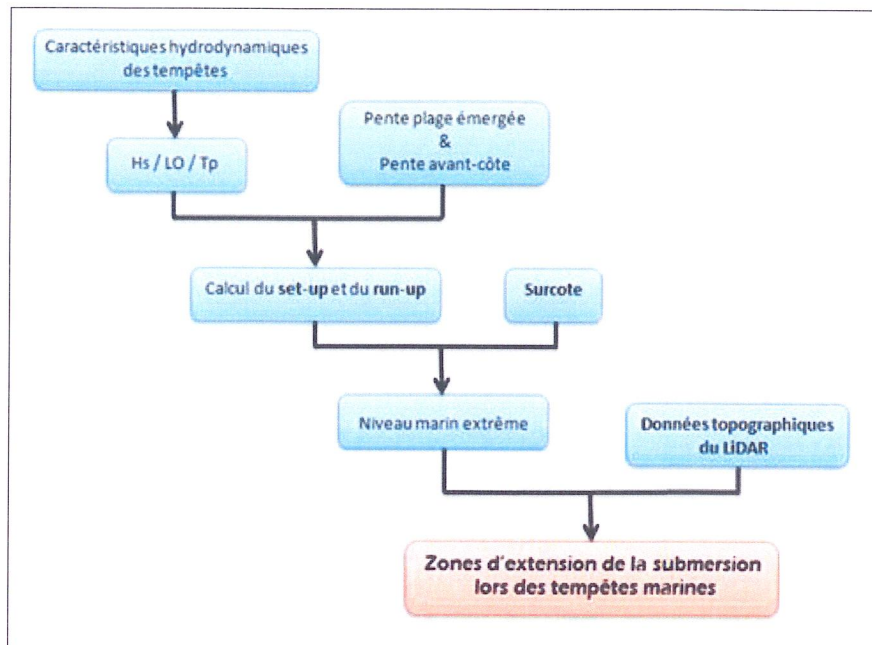 Caractéristiques hydrodynamiques
des tempêtes
Pente plage émergée
&
Pente avant-côte
Hs / LO / Tp
Calcul du set-up et du run-up
Surcote
Niveau marin extrême
Données topographiques
du LiDAR
Zones d'extension de la submersion
lors des tempêtes marines